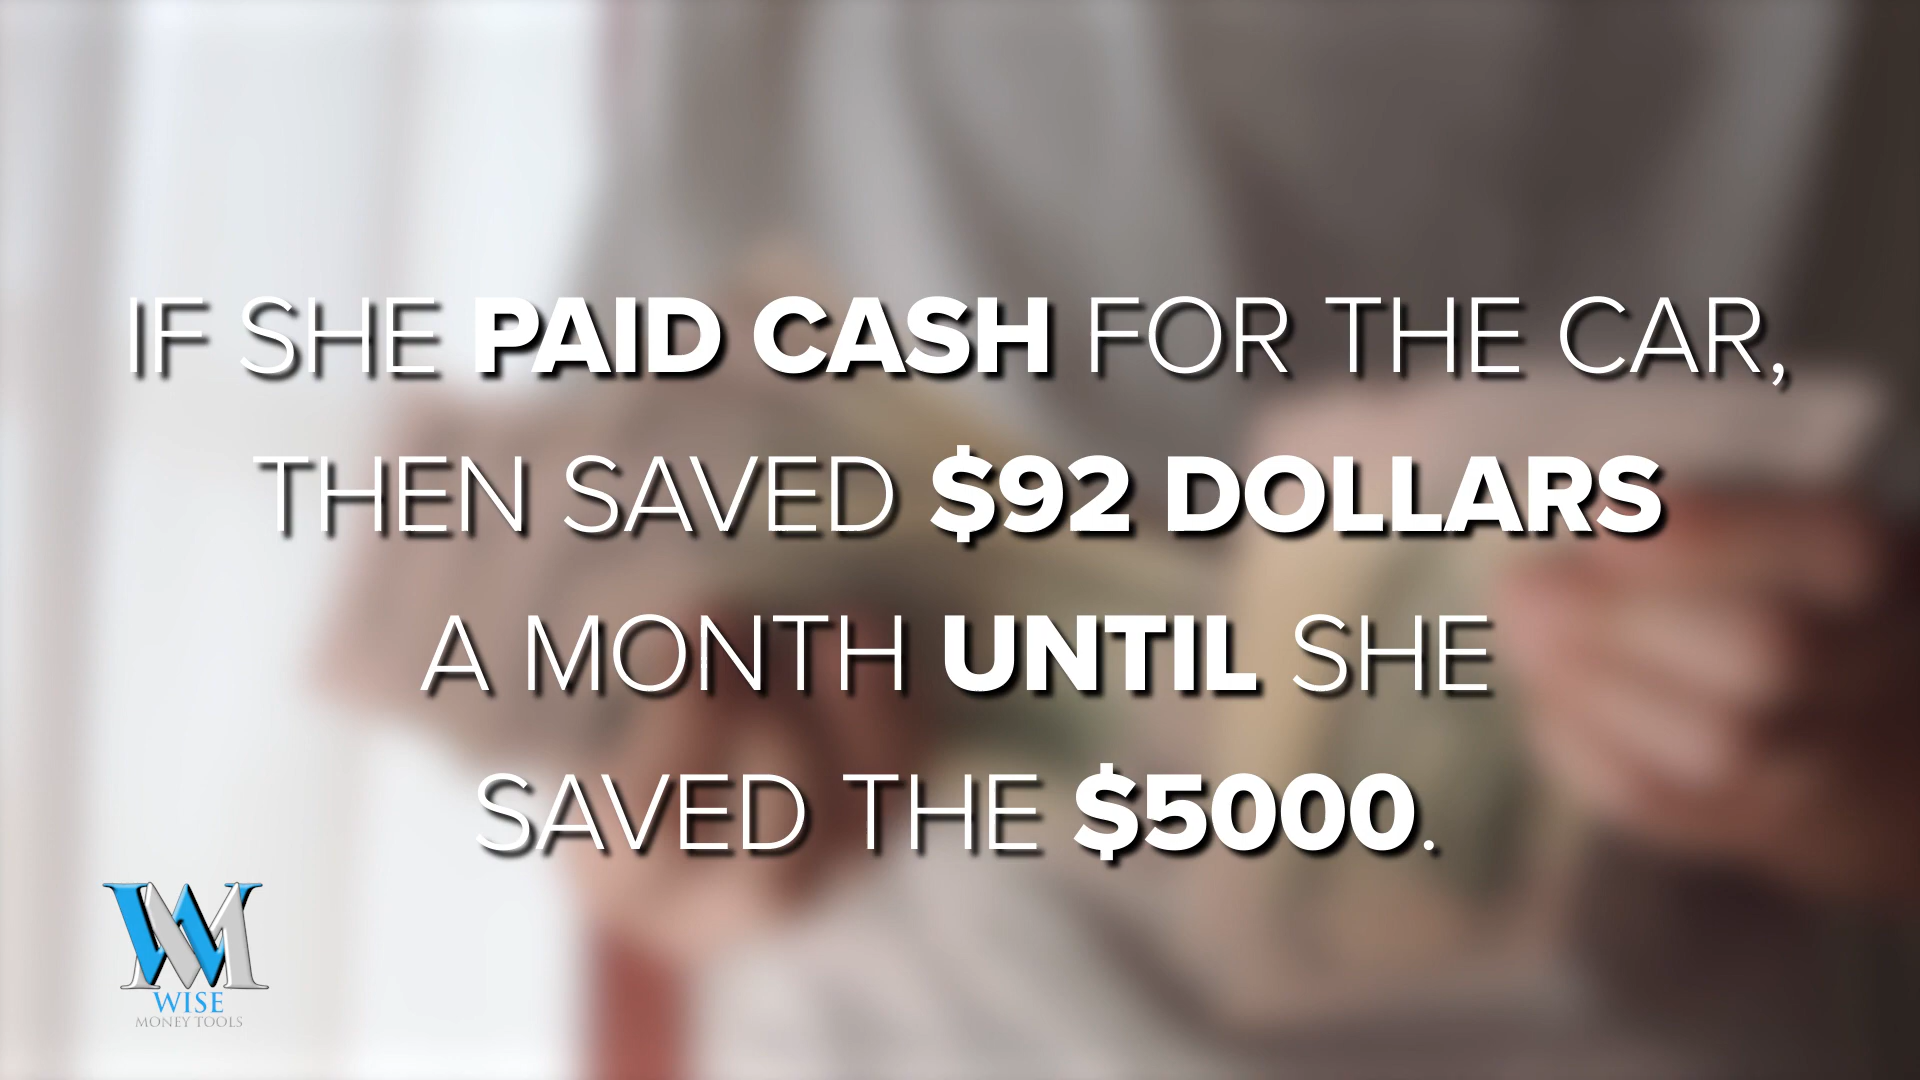 IF SHE PAID CASH FOR THE CAR,
THEN SAVED $92 DOLLARS
A MONTH UNTIL SHE
SAVED THE $5000.
WM
WISE
MONEY TOOLS